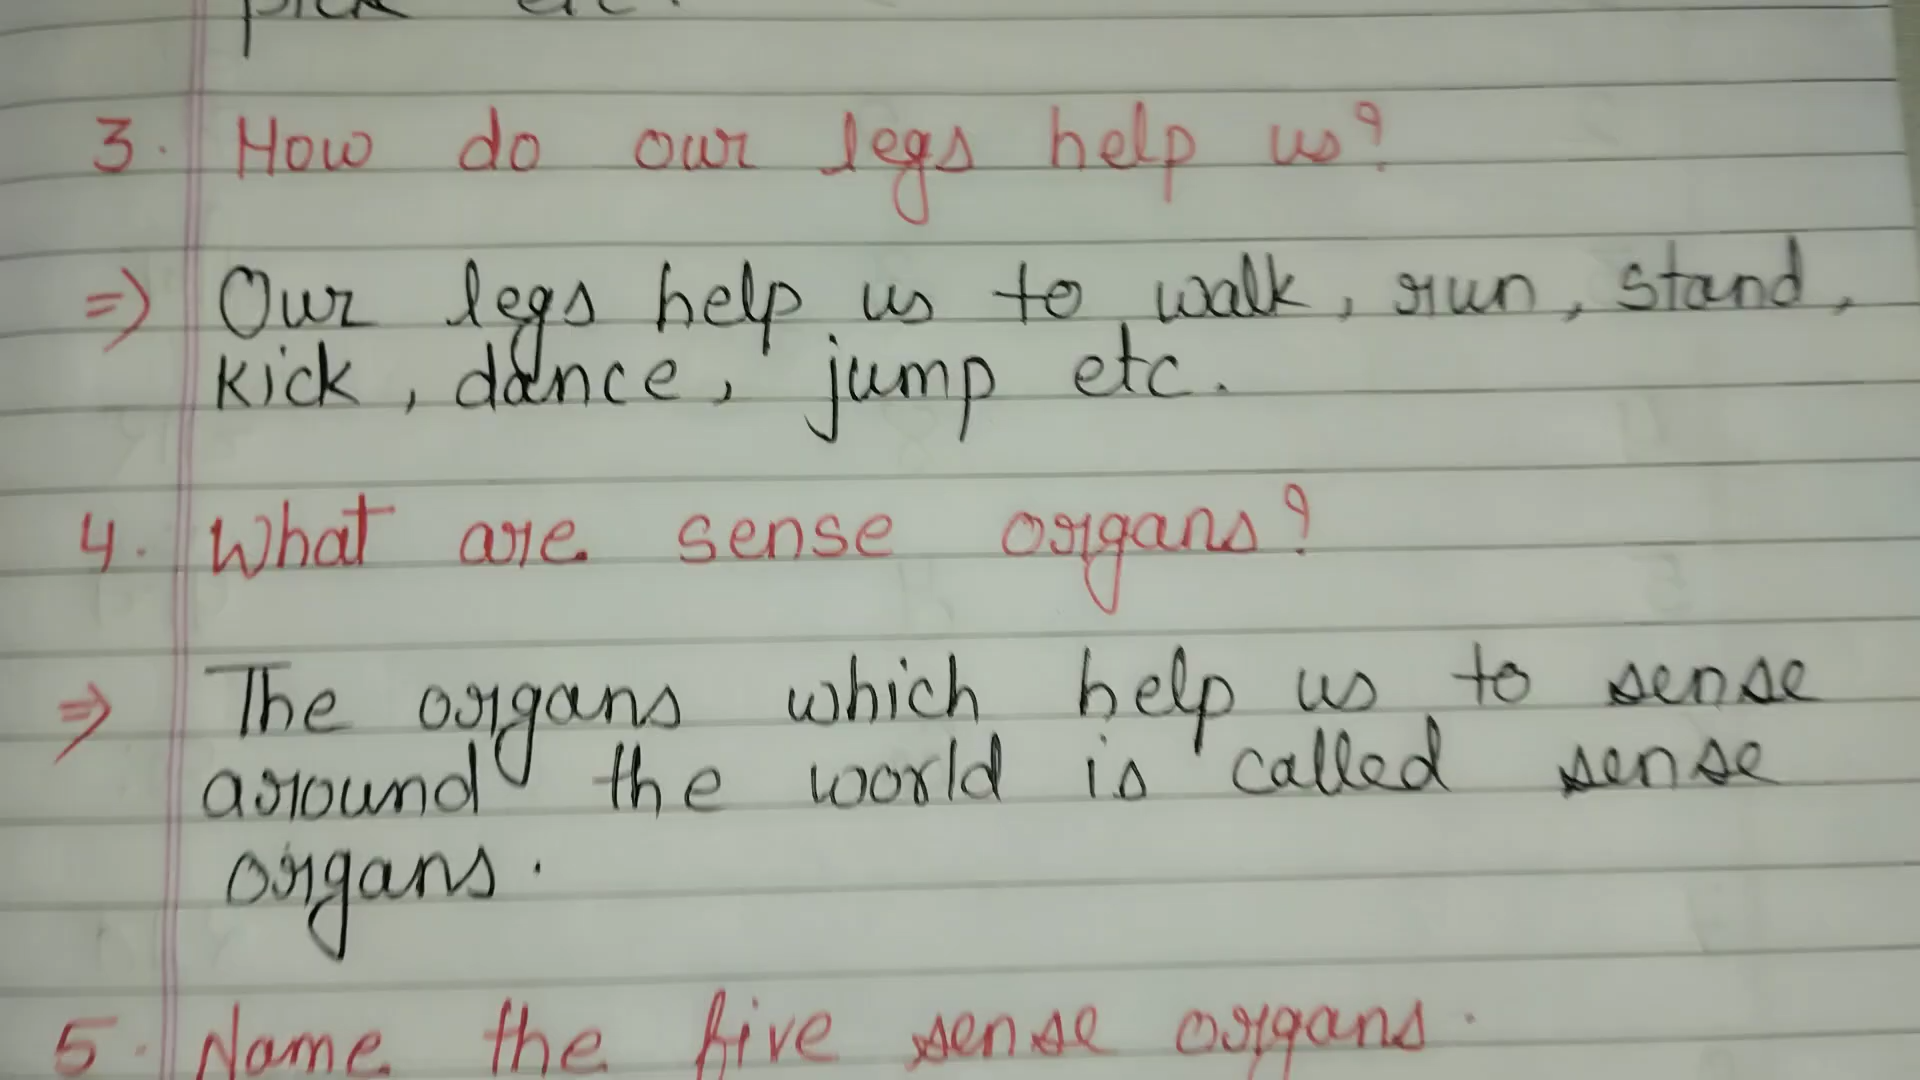 pick etc.
3. How do our legs help us?
⇒ Our legs help us to walk, run, stand,
kick, dance, jump etc.
4. What are sense organs?
⇒ The organs which help us to sense
around the world is called sense
organs.
5. Name the five sense organs.